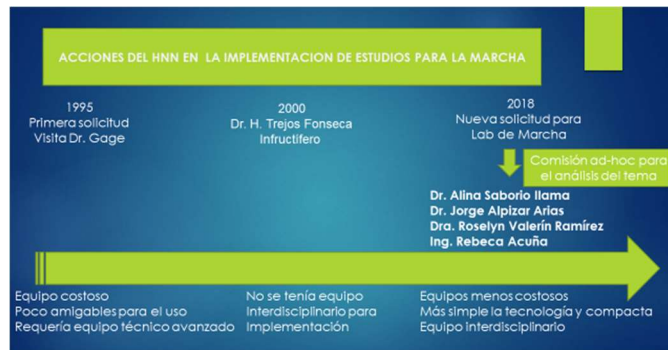 ACCIONES DEL HNN EN LA IMPLEMENTACION DE ESTUDIOS PARA LA MARCHA
1995
Primera solicitud
Visita Dr. Gage
2000
Dr. H. Trejos Fonseca
Infructifero
2018
Nueva solicitud para
Lab de Marcha
Comisión ad-hoc para
el análisis del tema
Dr. Alina Saborio Ilama
Dr. Jorge Alpizar Arias
Dra. Roselyn Valerín Ramírez
Ing. Rebeca Acuña
Equipo costoso
Poco amigables para el uso
Requería equipo técnico avanzado
No se tenía equipo
Interdisciplinario para
Implementación
Equipos menos costosos
Más simple la tecnología y compacta
Equipo interdisciplinario